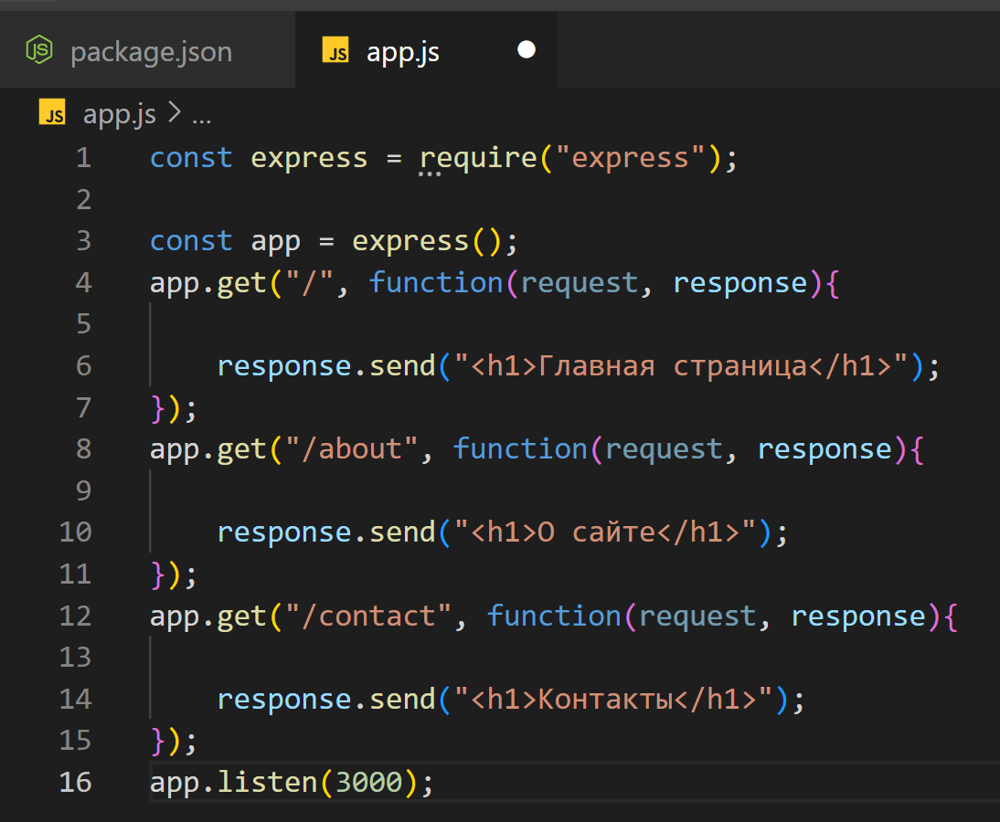 package.json
JS app.js
JS app.js > ...
1 const express = require("express");
2
3 const app = express();
4 app.get("/", function(request, response){
5
6     response.send("<h1>Главная страница</h1>");
7 });
8 app.get("/about", function(request, response){
9
10     response.send("<h1>О сайте</h1>");
11 });
12 app.get("/contact", function(request, response){
13
14     response.send("<h1>Контакты</h1>");
15 });
16 app.listen(3000);